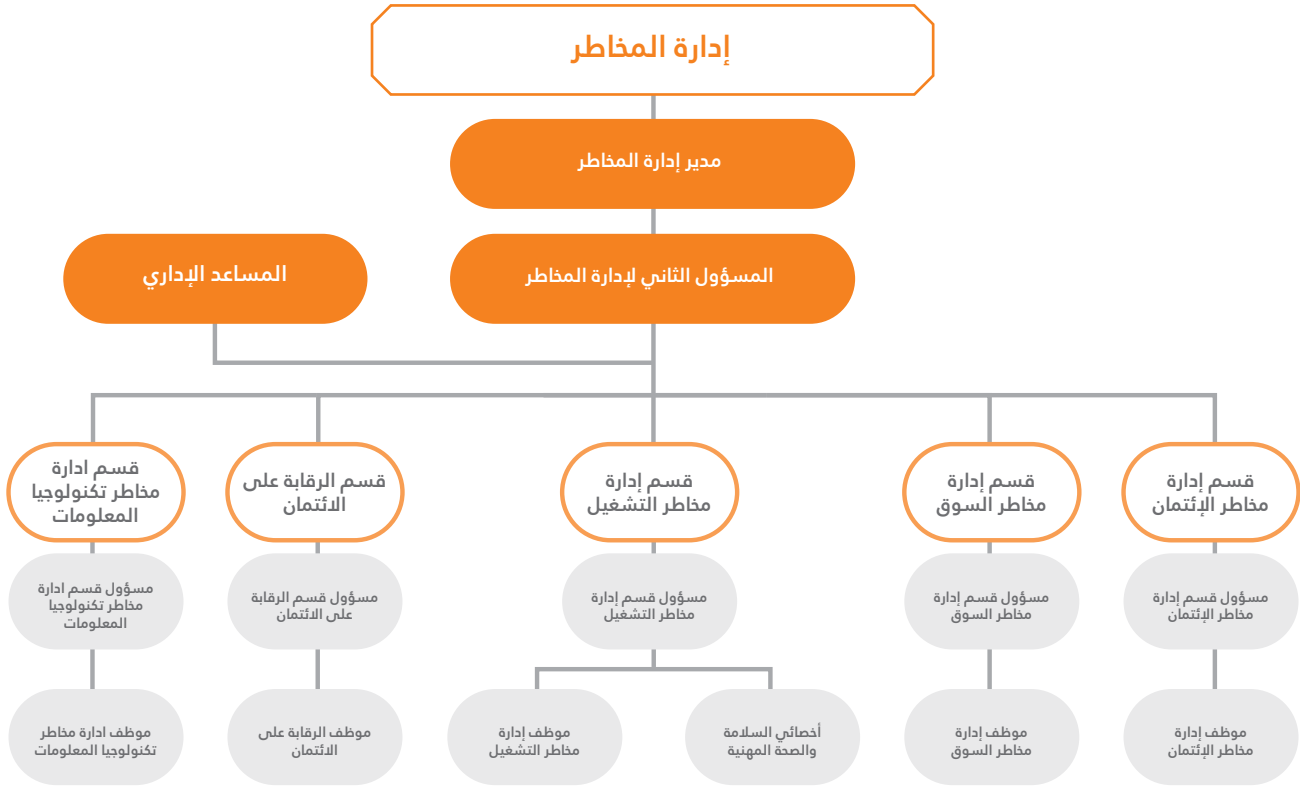 إدارة المخاطر
مدير إدارة المخاطر
المسؤول الثاني لإدارة المخاطر
المساعد الإداري
قسم إدارة
مخاطر الإئتمان
قسم إدارة
مخاطر السوق
قسم إدارة
مخاطر التشغيل
قسم الرقابة على
الائتمان
قسم ادارة
مخاطر تكنولوجيا
المعلومات
مسؤول قسم إدارة
مخاطر الإئتمان
مسؤول قسم إدارة
مخاطر السوق
مسؤول قسم إدارة
مخاطر التشغيل
مسؤول قسم الرقابة
على الائتمان
مسؤول قسم ادارة
مخاطر تكنولوجيا
المعلومات
موظف إدارة
مخاطر الإئتمان
موظف إدارة
مخاطر السوق
أخصائي السلامة
والصحة المهنية
موظف إدارة
مخاطر التشغيل
موظف الرقابة على
الائتمان
موظف ادارة مخاطر
تكنولوجيا المعلومات